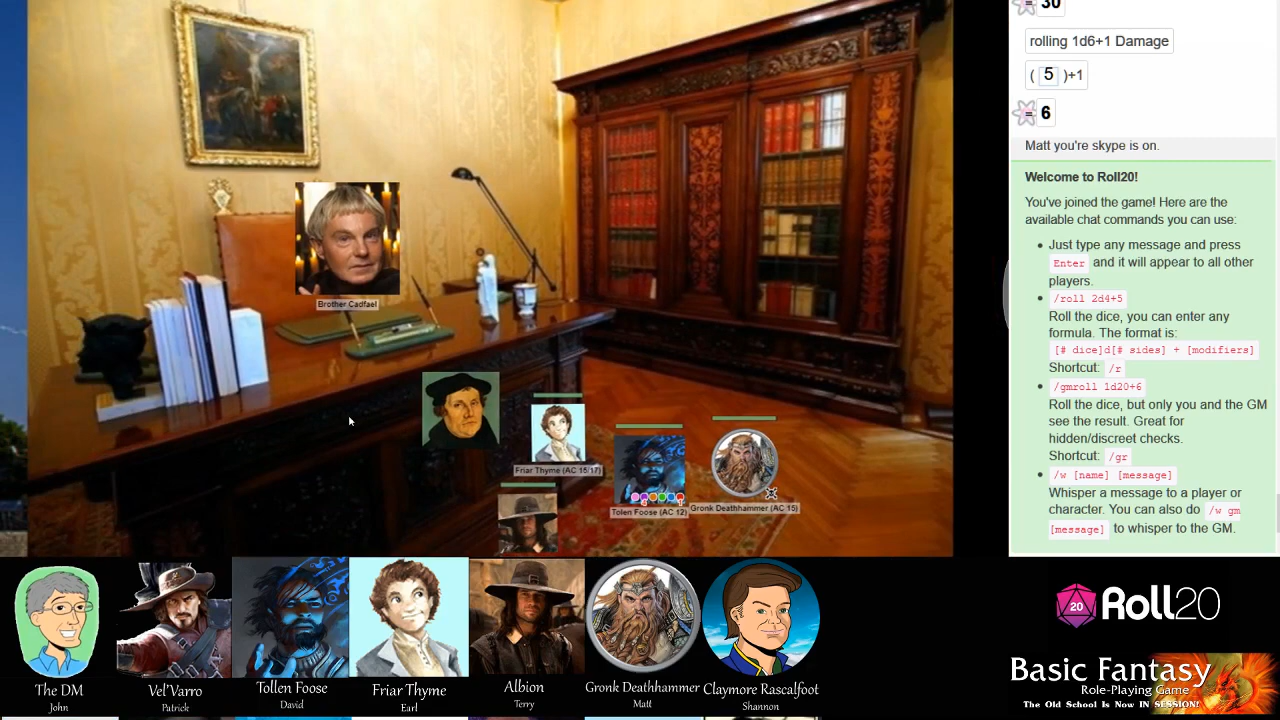 = 30
rolling 1d6+1 Damage
( 5 )+1
= 6
Matt you're skype is on.
Welcome to Roll20!
You've joined the game! Here are the
available chat commands you can use:
• Just type any message and press
Enter and it will appear to all other
players.
• /roll 2d4+5
Roll the dice, you can enter any
formula. The format is:
[# dice]d[# sides] + [modifiers]
Shortcut: /r
• /gmroll 1d20+6
Roll the dice, but only you and the GM
see the result. Great for
hidden/discreet checks.
Shortcut: /gr
• /w [name] [message]
Whisper a message to a player or
character. You can also do /w gm
[message] to whisper to the GM.
Brother Cadfael
Friar Thyme (AC 15/17)
Tolen Foose (AC 12)
Gronk Deathhammer (AC 15)
The DM
John
Vel'Varro
Patrick
Tollen Foose
David
Friar Thyme
Earl
Albion
Terry
Gronk Deathhammer
Matt
Claymore Rascalfoot
Shannon
20 Roll20
Basic Fantasy
Role-Playing Game
The Old School Is Now IN SESSION!